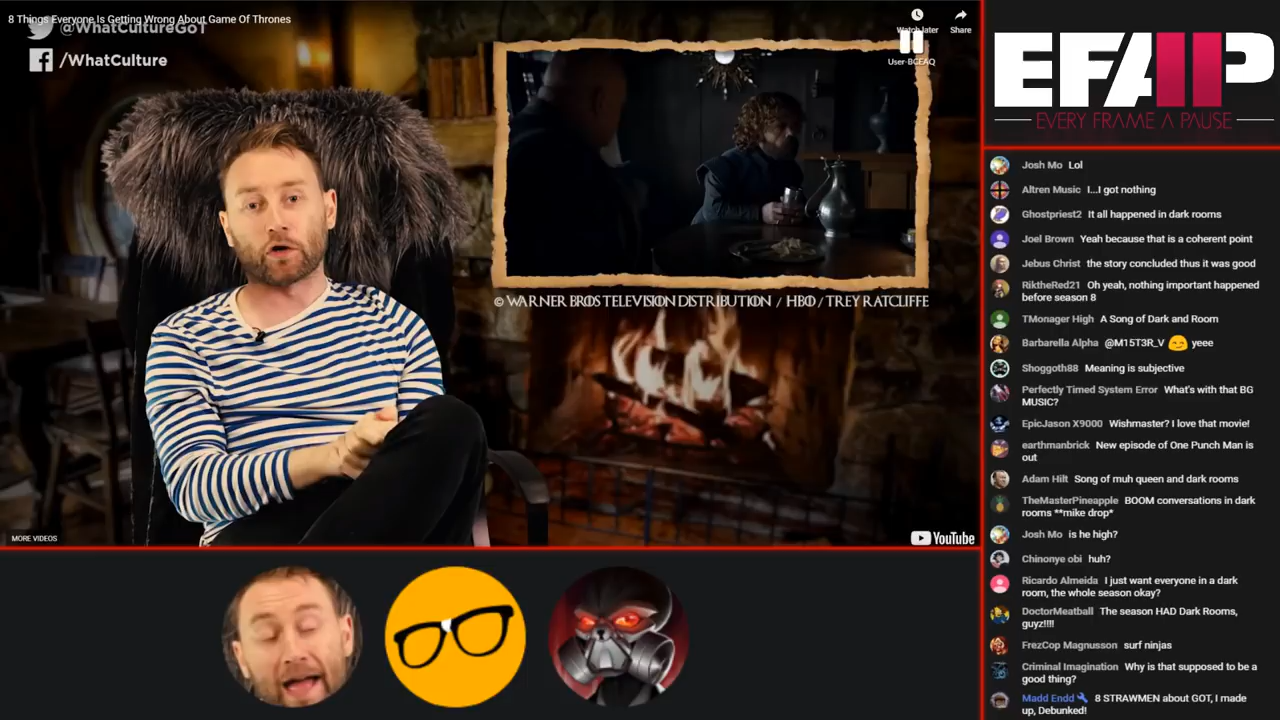 8 Things Everyone Is Getting Wrong About Game Of Thrones
@WhatCultureGoT
/WhatCulture
Watch later
Share
User-BCEAQ
© WARNER BROS TELEVISION DISTRIBUTION / HBO / TREY RATCLIFFE
MORE VIDEOS
YouTube
EFAP
EVERY FRAME A PAUSE
Josh Mo Lol
Altren Music I...I got nothing
Ghostpriest2 It all happened in dark rooms
Joel Brown Yeah because that is a coherent point
Jebus Christ the story concluded thus it was good
RiktheRed21 Oh yeah, nothing important happened
before season 8
TMonager High A Song of Dark and Room
Barbarella Alpha @M15T3R_V 😏 yeee
Shoggoth88 Meaning is subjective
Perfectly Timed System Error What's with that BG
MUSIC?
EpicJason X9000 Wishmaster? I love that movie!
earthmanbrick New episode of One Punch Man is
out
Adam Hilt Song of muh queen and dark rooms
TheMasterPineapple BOOM conversations in dark
rooms **mike drop*
Josh Mo is he high?
Chinonye obi huh?
Ricardo Almeida I just want everyone in a dark
room, the whole season okay?
DoctorMeatball The season HAD Dark Rooms,
guyz!!!!
FrezCop Magnusson surf ninjas
Criminal Imagination Why is that supposed to be a
good thing?
Madd Endd 8 STRAWMEN about GOT, I made
up, Debunked!